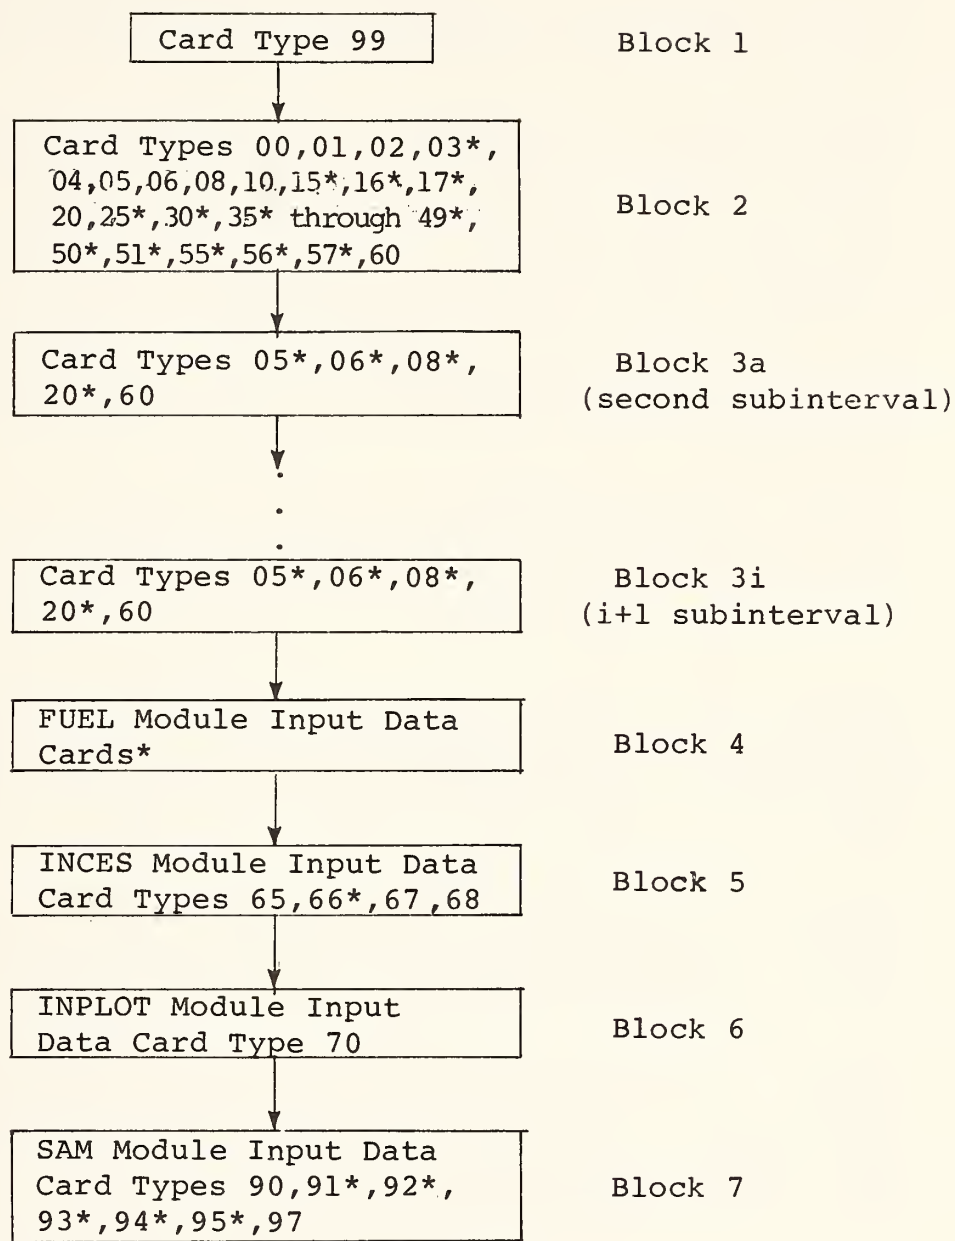 Card Type 99
Block 1
Card Types 00,01,02,03*,
04,05,06,08,10,15*,16*,17*,
20,25*,30*,35* through 49*,
50*,51*,55*,56*,57*,60
Block 2
Card Types 05*,06*,08*,
20*,60
Block 3a
(second subinterval)
.
.
.
Card Types 05*,06*,08*,
20*,60
Block 3i
(i+1 subinterval)
FUEL Module Input Data
Cards*
Block 4
INCES Module Input Data
Card Types 65,66*,67,68
Block 5
INPLOT Module Input
Data Card Type 70
Block 6
SAM Module Input Data
Card Types 90,91*,92*,
93*,94*,95*,97
Block 7